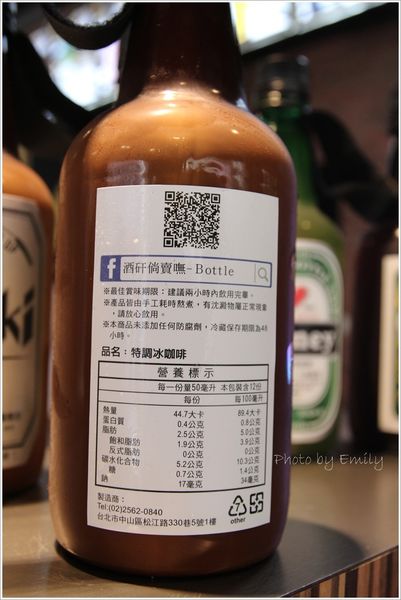 酒矸倘賣嘸-Bottle
※最佳賞味期限：建議兩小時內飲用完畢。
※產品皆由手工耗時熬煮，有沈澱物屬正常現象
，請放心飲用。
※本商品未添加任何防腐劑，冷藏保存期限為48
小時。
品名：特調冰咖啡
營養標示
每一份量50毫升 本包裝含12份
每份 每100毫升
熱量 44.7大卡 89.4大卡
蛋白質 0.4公克 0.8公克
脂肪 2.5公克 5.0公克
飽和脂肪 1.9公克 3.9公克
反式脂肪 0公克 0公克
碳水化合物 5.2公克 10.3公克
糖 0.7公克 1.4公克
鈉 17毫克 34毫克
製造商：
Tel:(02)2562-0840
台北市中山區松江路330巷5號1樓
other
ki
ney
Photo by Emily